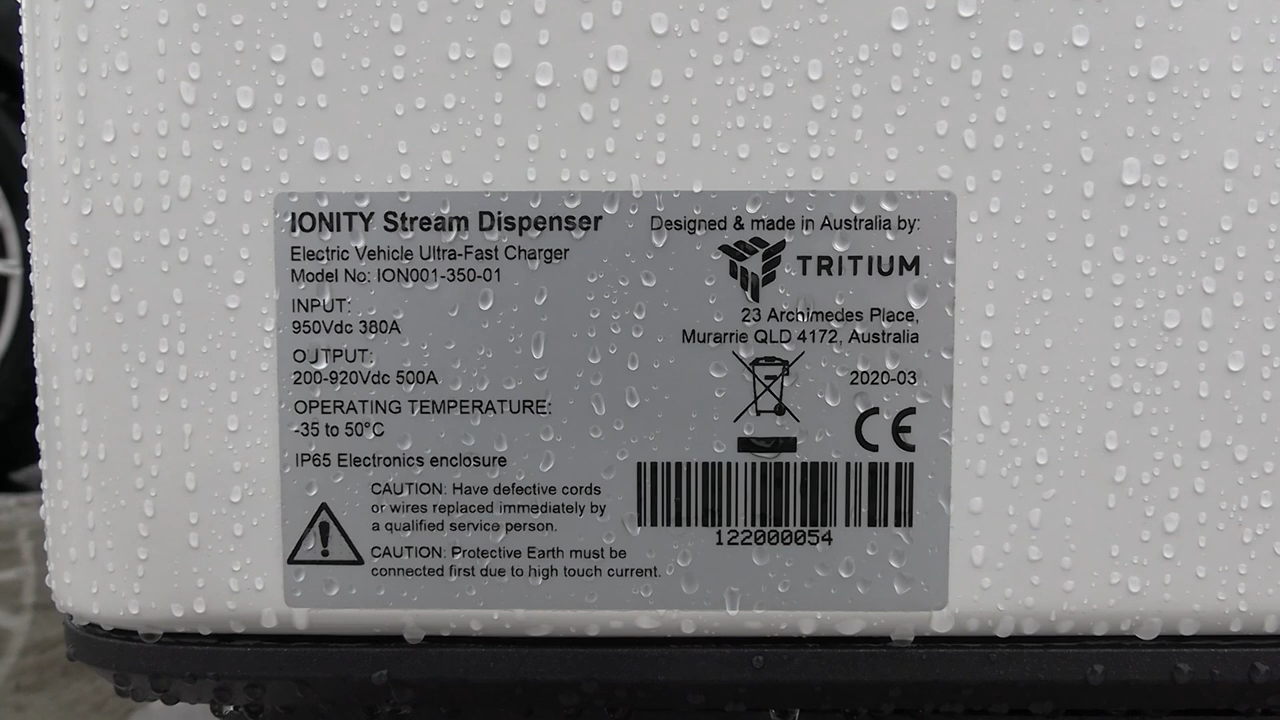 IONITY Stream Dispenser
Electric Vehicle Ultra-Fast Charger
Model No: ION001-350-01
INPUT:
950Vdc 380A
OUTPUT:
200-920Vdc 500A
OPERATING TEMPERATURE:
-35 to 50°C
IP65 Electronics enclosure
CAUTION: Have defective cords
or wires replaced immediately by
a qualified service person.
CAUTION: Protective Earth must be
connected first due to high touch current.
Designed & made in Australia by:
TRITIUM
23 Archimedes Place,
Murarrie QLD 4172, Australia
2020-03
CE
122000054